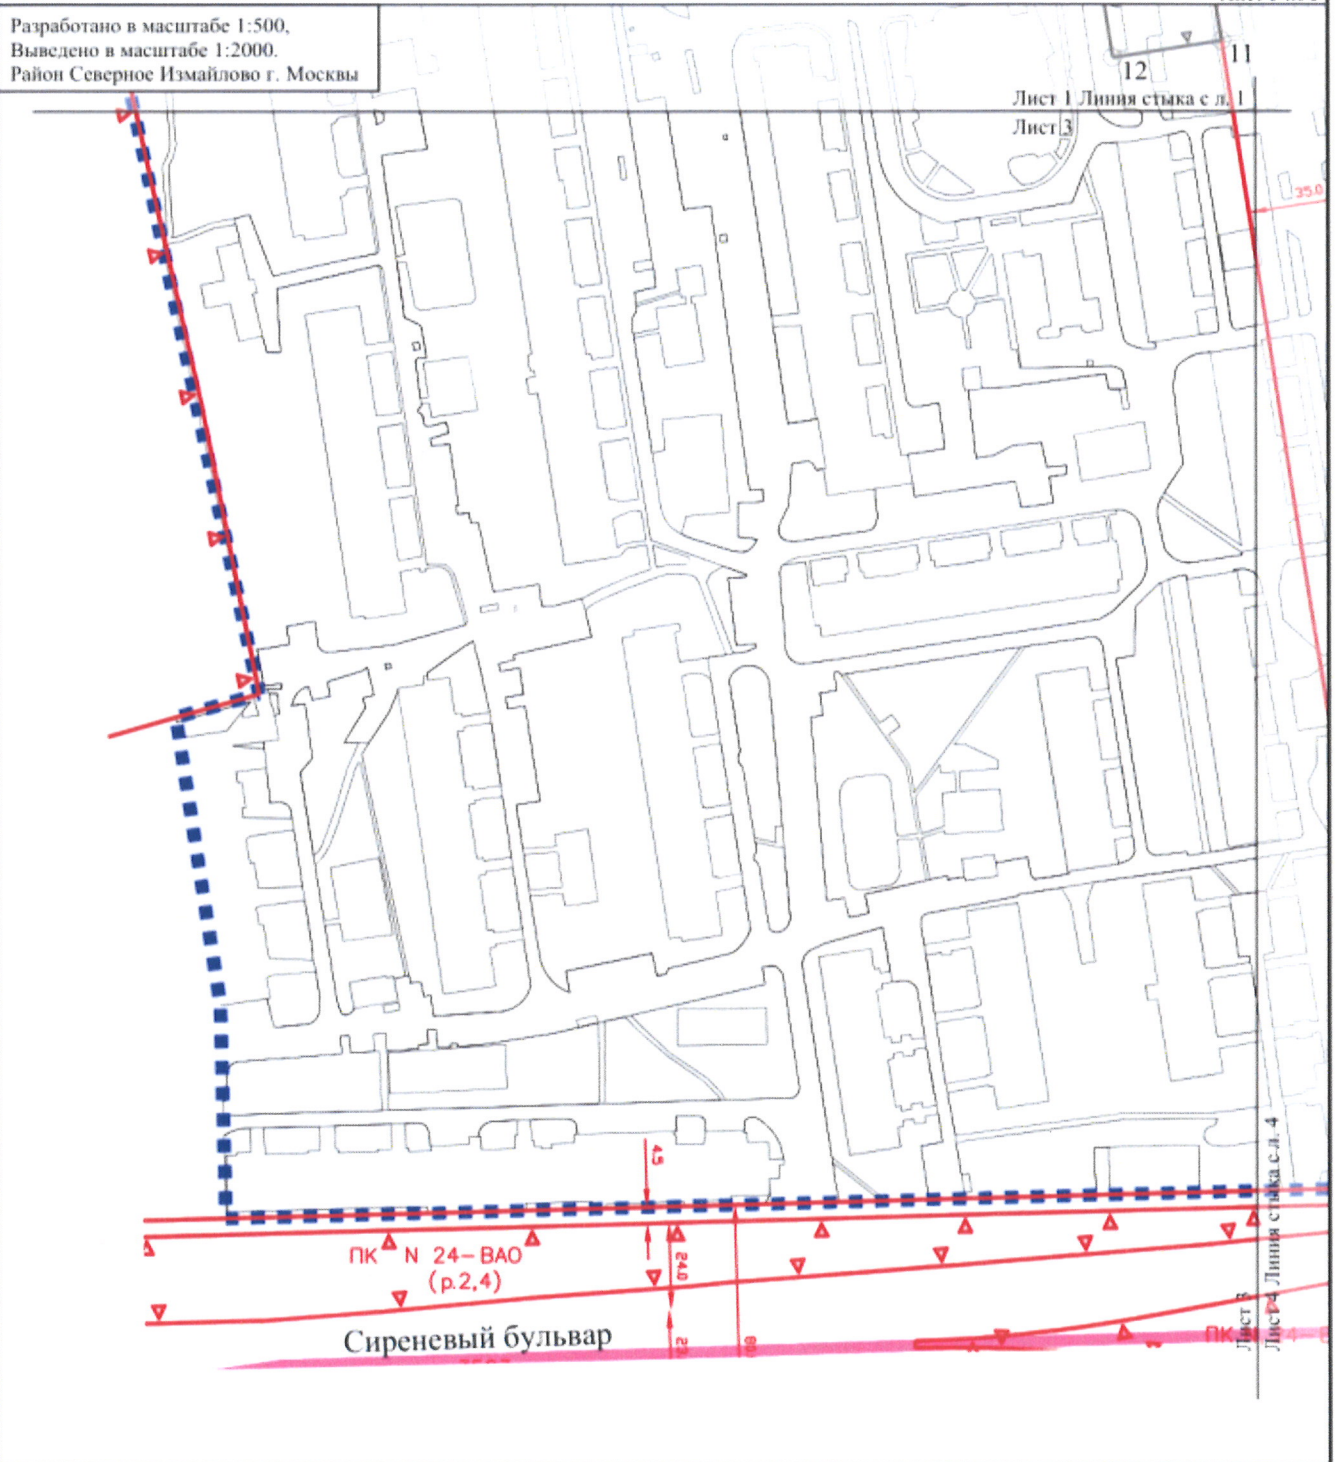 Разработано в масштабе 1:500,
Выведено в масштабе 1:2000.
Район Северное Измайлово г. Москвы
11
12
Лист 1 Линия стыка с л. 1
Лист 3
35.0
4.5
ПК N 24-ВАО
(р.2,4)
24.0
Сиреневый бульвар
Лист 3
Лист 4 Линия стыка с л. 4